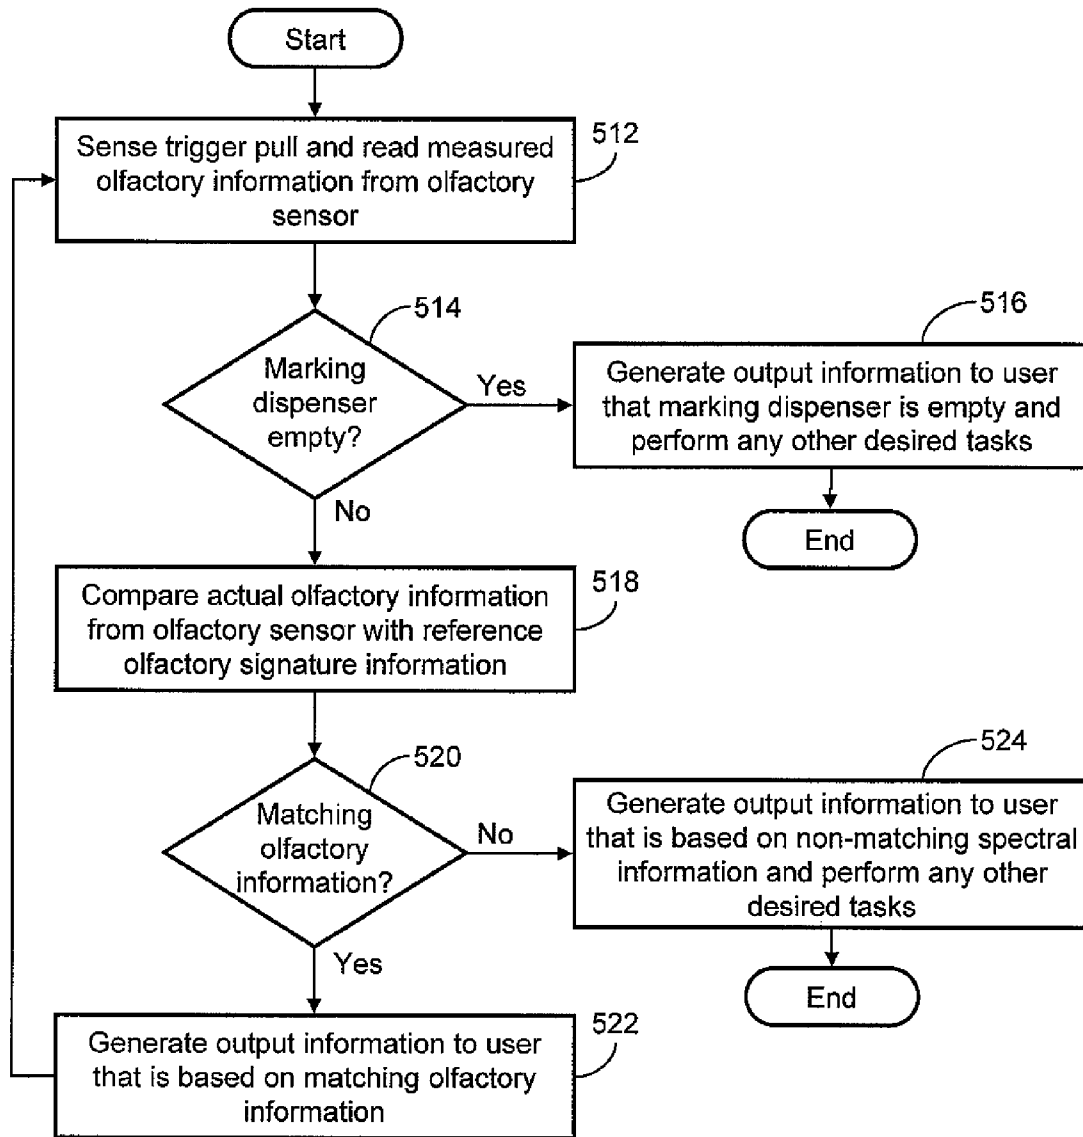 Start
512
Sense trigger pull and read measured
olfactory information from olfactory
sensor
514
Marking
dispenser
empty?
Yes
516
Generate output information to user
that marking dispenser is empty and
perform any other desired tasks
End
No
518
Compare actual olfactory information
from olfactory sensor with reference
olfactory signature information
520
Matching
olfactory
information?
No
524
Generate output information to user
that is based on non-matching spectral
information and perform any other
desired tasks
End
Yes
522
Generate output information to user
that is based on matching olfactory
information